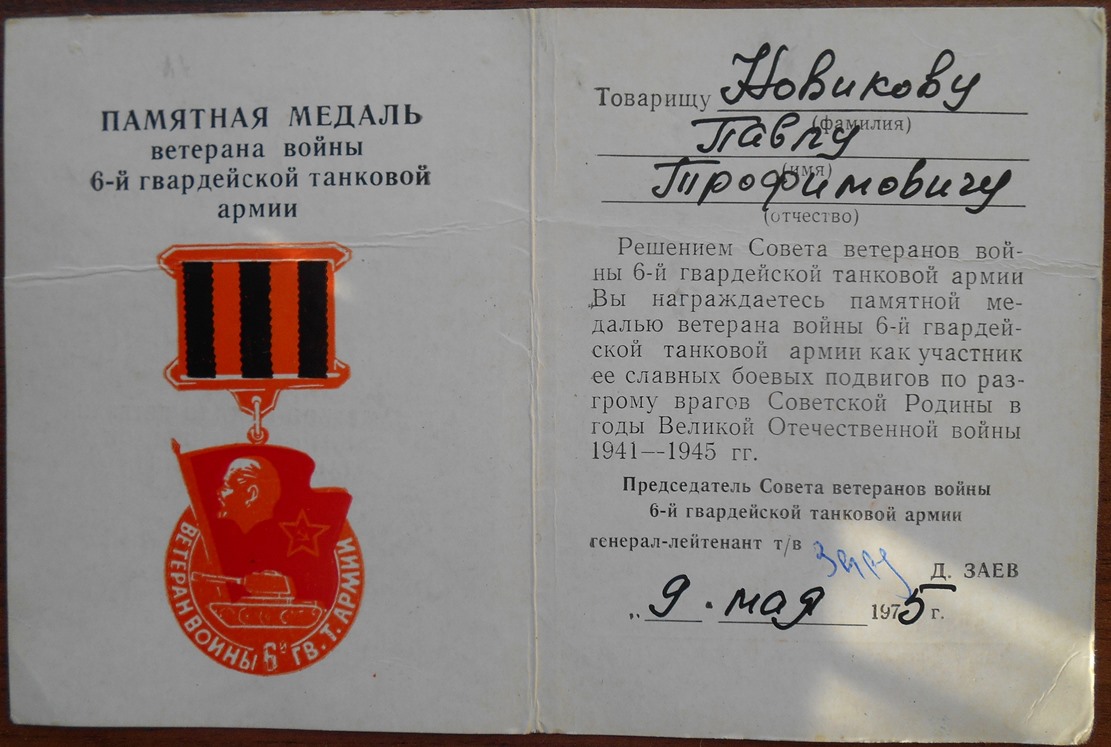 ПАМЯТНАЯ МЕДАЛЬ
ветерана войны
6-й гвардейской танковой
армии
ВЕТЕРАН ВОЙНЫ 6й ГВ. Т. АРМИИ
Товарищу Новикову
(фамилия)
Павлу
(имя)
Трофимовичу
(отчество)
Решением Совета ветеранов вой-
ны 6-й гвардейской танковой армии
Вы награждаетесь памятной ме-
далью ветерана войны 6-й гвардей-
ской танковой армии как участник
ее славных боевых подвигов по раз-
грому врагов Советской Родины в
годы Великой Отечественной войны
1941—1945 гг.
Председатель Совета ветеранов войны
6-й гвардейской танковой армии
генерал-лейтенант т/в
Д. ЗАЕВ
„ 9 . мая 1975 г.